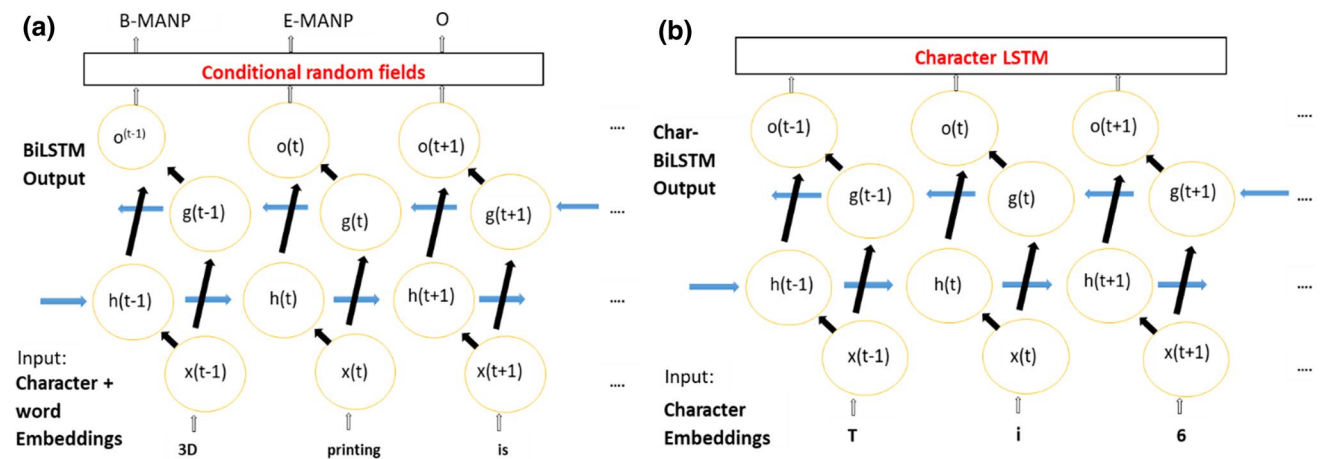 (a)
B-MANP E-MANP O
Conditional random fields
BiLSTM
Output
o(t-1) o(t) o(t+1) ....
g(t-1) g(t) g(t+1) ....
h(t-1) h(t) h(t+1) ....
Input:
Character +
word
Embeddings
x(t-1) x(t) x(t+1) ....
3D printing is
(b)
Character LSTM
Char-
BiLSTM
Output
o(t-1) o(t) o(t+1) ....
g(t-1) g(t) g(t+1) ....
h(t-1) h(t) h(t+1) ....
Input:
Character
Embeddings
x(t-1) x(t) x(t+1) ....
T i 6